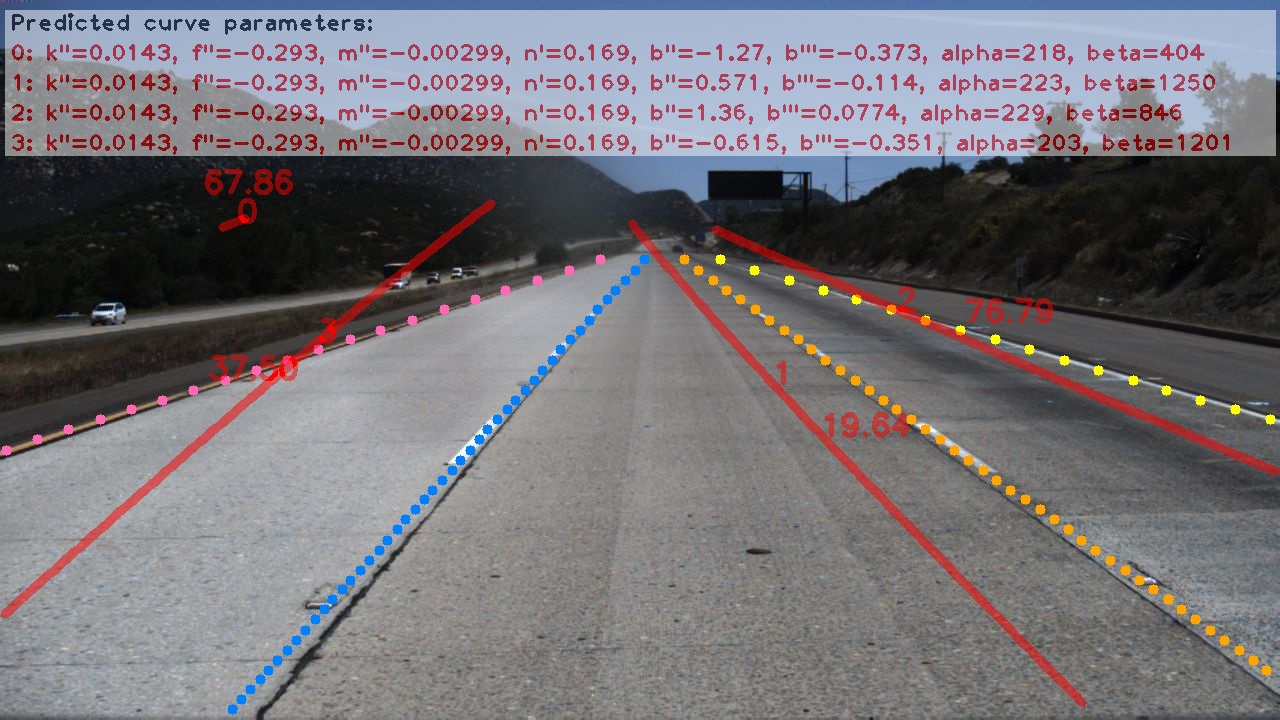 Predicted curve parameters:
0: k''=0.0143, f''=-0.293, m''=-0.00299, n'=0.169, b''=-1.27, b'''=-0.373, alpha=218, beta=404
1: k''=0.0143, f''=-0.293, m''=-0.00299, n'=0.169, b''=0.571, b'''=-0.114, alpha=223, beta=1250
2: k''=0.0143, f''=-0.293, m''=-0.00299, n'=0.169, b''=1.36, b'''=0.0774, alpha=229, beta=846
3: k''=0.0143, f''=-0.293, m''=-0.00299, n'=0.169, b''=-0.615, b'''=-0.351, alpha=203, beta=1201
67.86
0
2
76.79
3
37.50
1
19.64